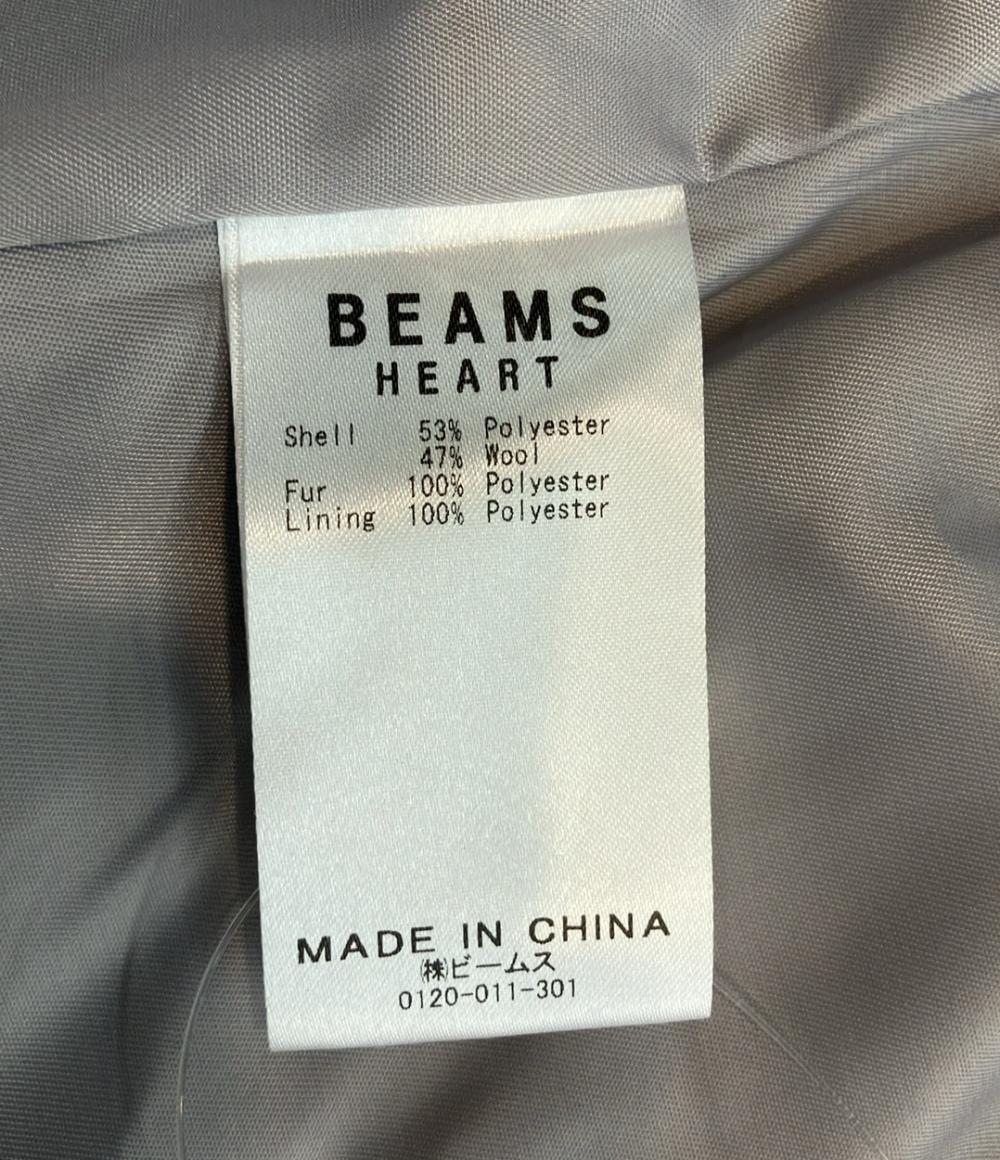 BEAMS
HEART
Shell 53% Polyester
47% Wool
Fur 100% Polyester
Lining 100% Polyester
MADE IN CHINA
㈱ビームス
0120-011-301